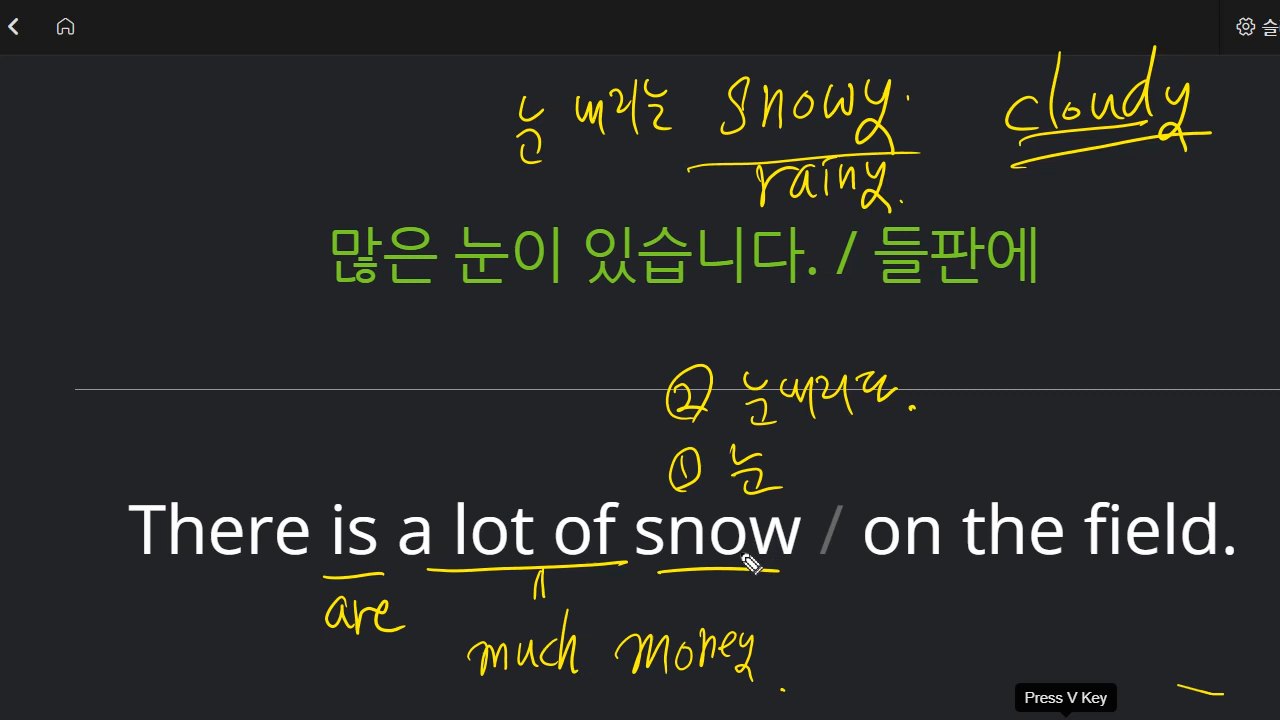 슬
눈 내리는 snowy. cloudy
rainy.
많은 눈이 있습니다. / 들판에
② 눈내리다.
① 눈
There is a lot of snow / on the field.
are
much money.
Press V Key